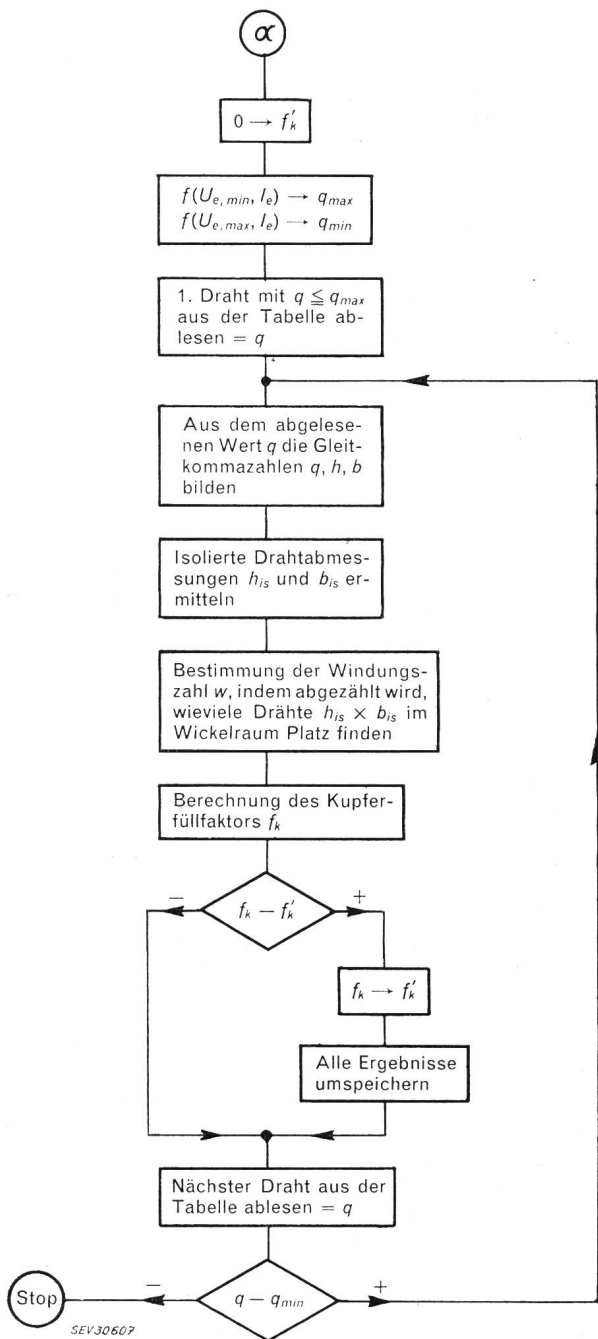 α
0 → f′k
f(Ue,min, Ie) → qmax
f(Ue,max, Ie) → qmin
1. Draht mit q ≦ qmax
aus der Tabelle ab-
lesen = q
Aus dem abgelese-
nen Wert q die Gleit-
kommazahlen q, h, b
bilden
Isolierte Drahtabmes-
sungen his und bis er-
mitteln
Bestimmung der Windungs-
zahl w, indem abgezählt wird,
wieviele Drähte his × bis im
Wickelraum Platz finden
Berechnung des Kupfer-
füllfaktors fk
− fk − f′k +
fk → f′k
Alle Ergebnisse
umspeichern
Nächster Draht aus der
Tabelle ablesen = q
Stop − q − qmin +
SEV30607